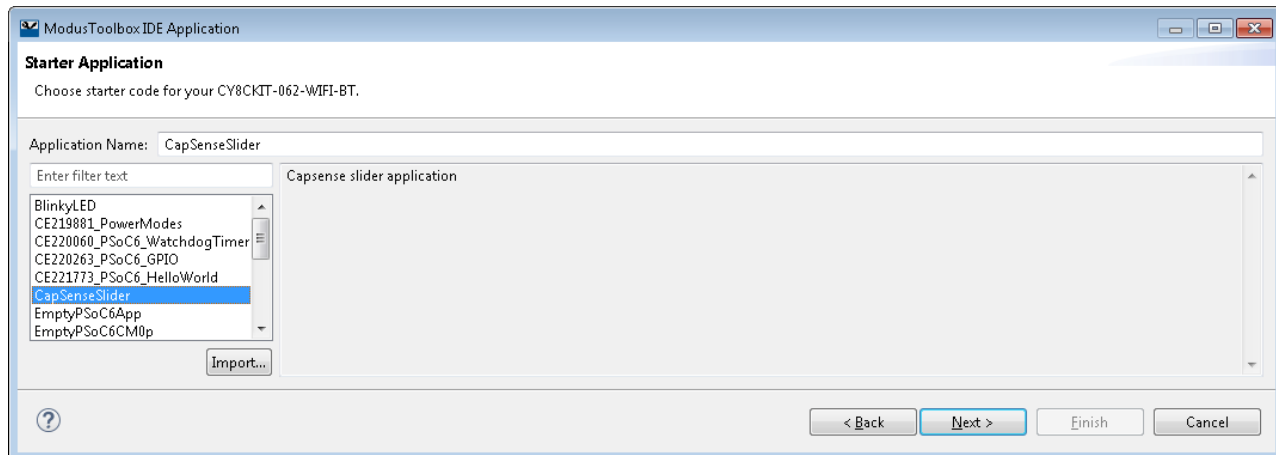 ModusToolbox IDE Application
Starter Application
Choose starter code for your CY8CKIT-062-WIFI-BT.
Application Name: CapSenseSlider
Enter filter text
Capsense slider application
BlinkyLED
CE219881_PowerModes
CE220060_PSoC6_WatchdogTimer
CE220263_PSoC6_GPIO
CE221773_PSoC6_HelloWorld
CapSenseSlider
EmptyPSoC6App
EmptyPSoC6CM0p
Import...
< Back Next > Finish Cancel